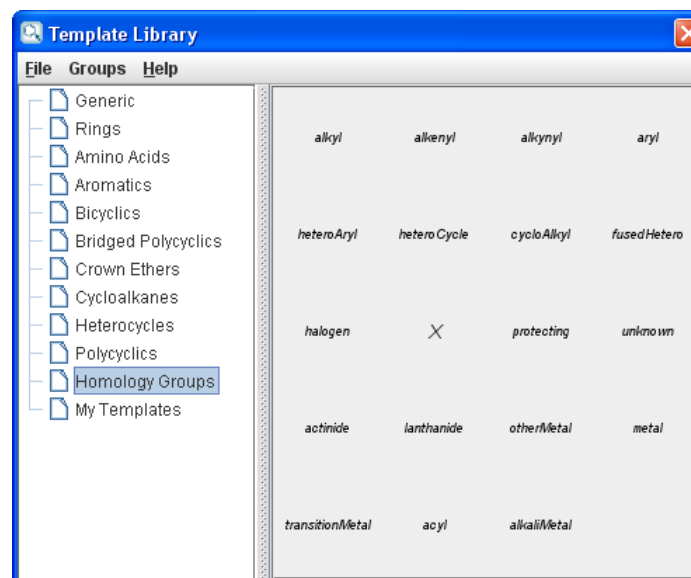 Template Library
File Groups Help
Generic
Rings
Amino Acids
Aromatics
Bicyclics
Bridged Polycyclics
Crown Ethers
Cycloalkanes
Heterocycles
Polycyclics
Homology Groups
My Templates
alkyl alkenyl alkynyl aryl
heteroAryl heteroCycle cycloAlkyl fusedHetero
halogen X protecting unknown
actinide lanthanide otherMetal metal
transitionMetal acyl alkaliMetal